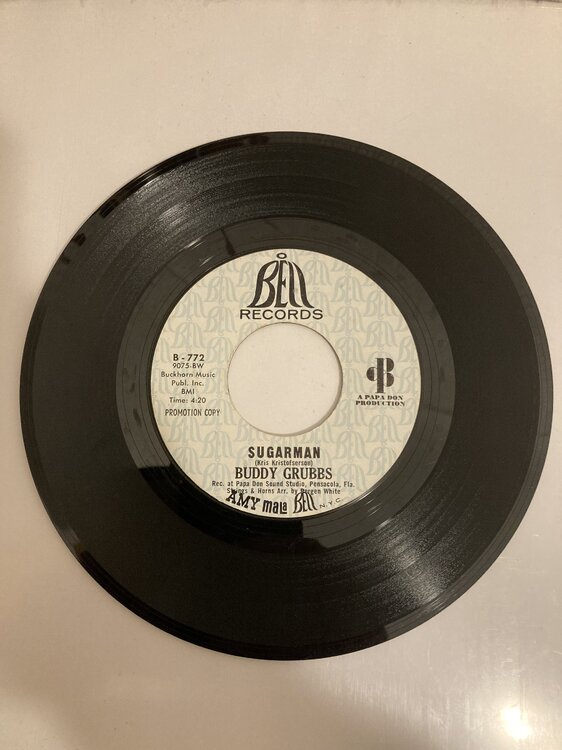 BELL
RECORDS
B-772
9075-BW
Buckhorn Music
Publ. Inc.
BMI
Time: 4:20
PROMOTION COPY
A PAPA DON
PRODUCTION
SUGARMAN
(Kris Kristofserson)
BUDDY GRUBBS
Rec. at Papa Don Sound Studio, Pensacola, Fla.
Strings & Horns Arr. by Bergen White
AMY mala BELL N.Y.C.